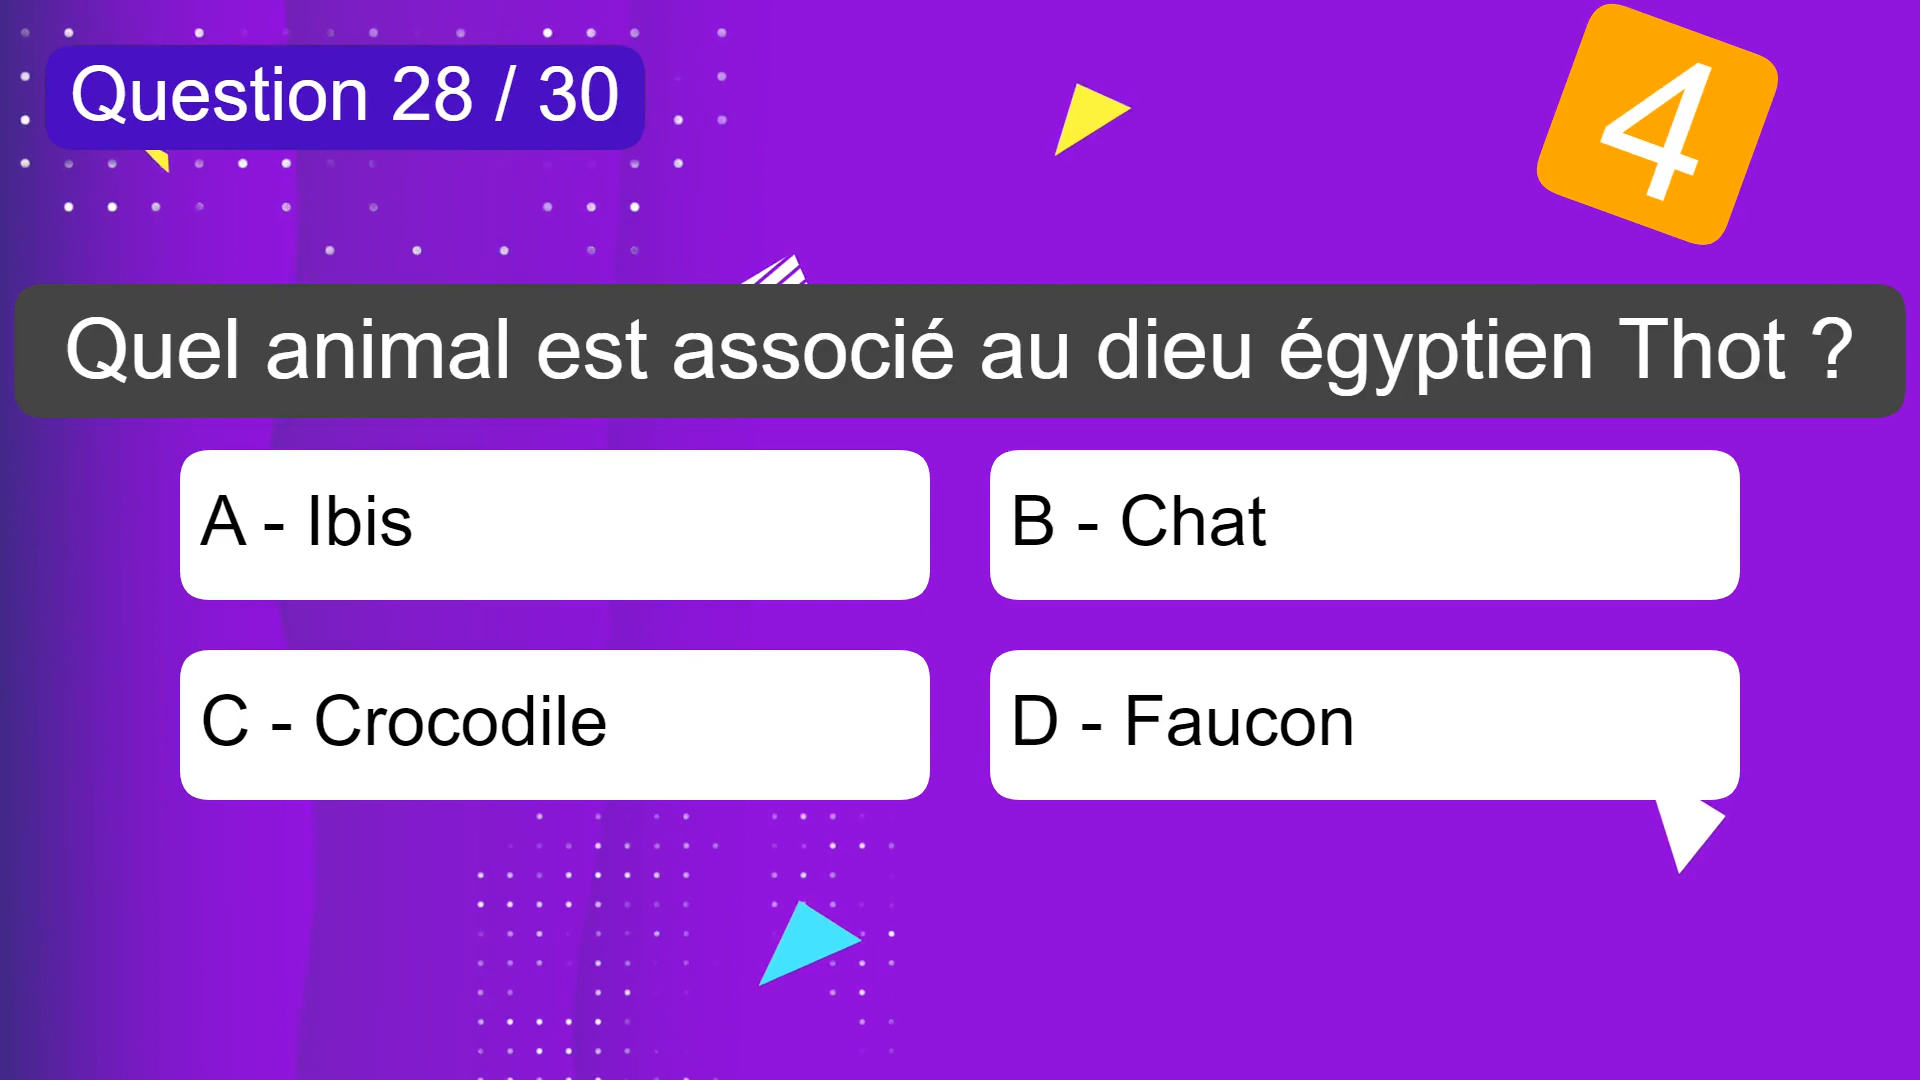 Question 28 / 30
4
Quel animal est associé au dieu égyptien Thot ?
A - Ibis
B - Chat
C - Crocodile
D - Faucon